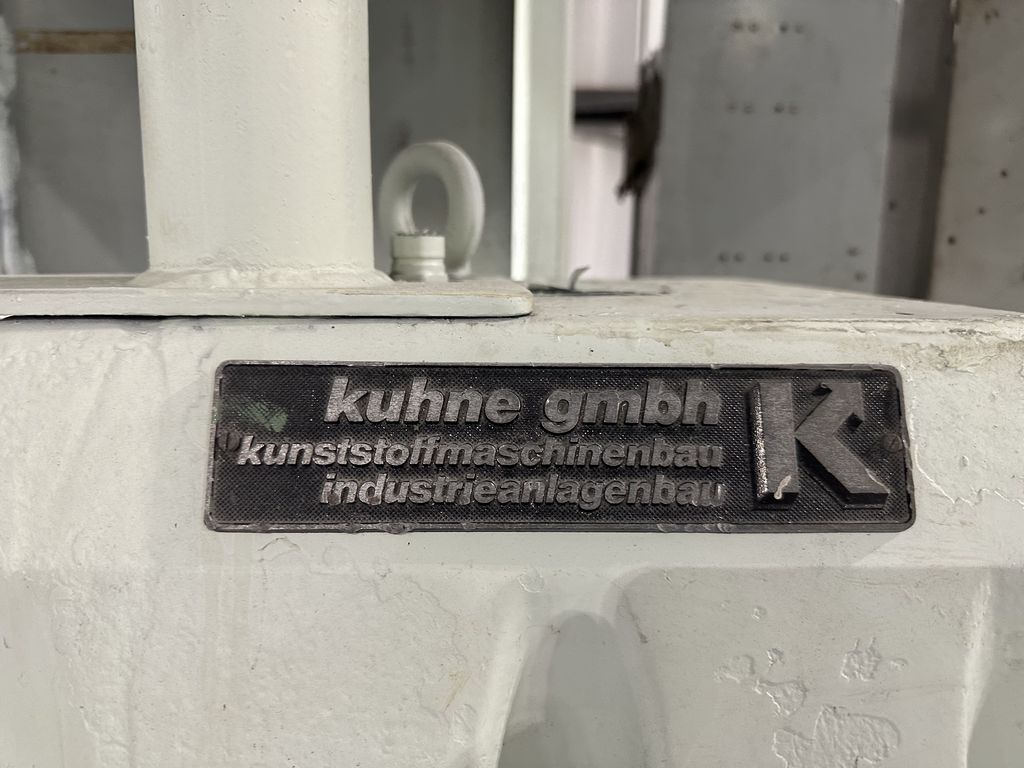 kuhne gmbh
kunststoffmaschinenbau
industrieanlagenbau
K